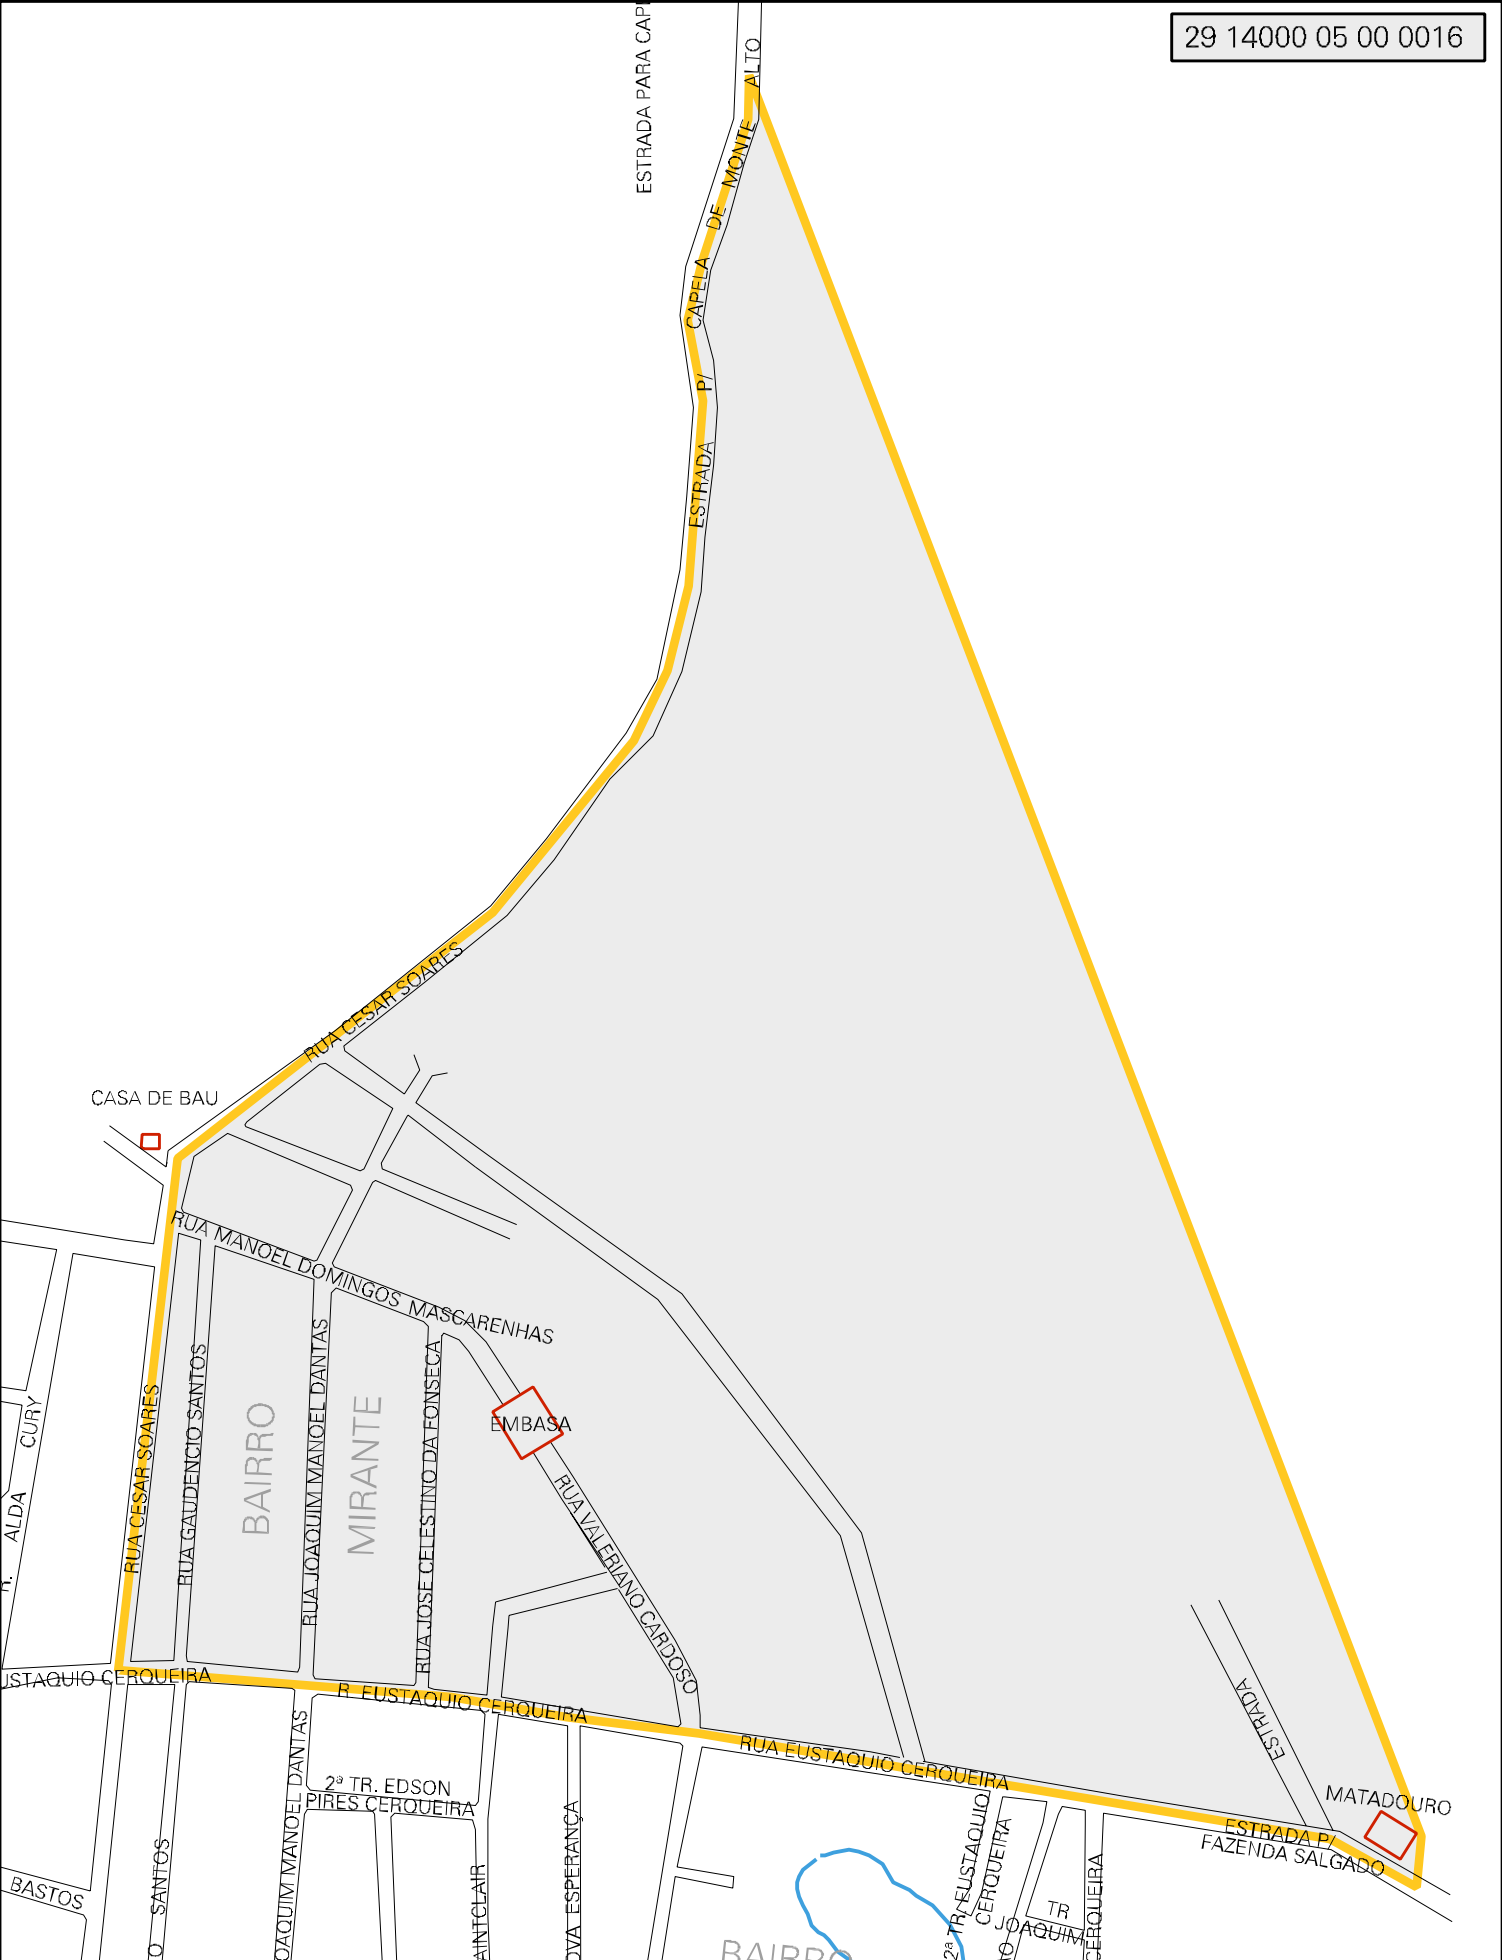 29 14000 05 00 0016
ESTRADA PARA CAP
ESTRADA P/ CAPELA DE MONTE ALTO
RUA CESAR SOARES
CASA DE BAU
RUA MANOEL DOMINGOS MASCARENHAS
RUA CESAR SOARES
RUA GAUDENCIO SANTOS
BAIRRO
MIRANTE
RUA JOAQUIM MANOEL DANTAS
RUA JOSE CELESTINO DA FONSECA
EMBASA
RUA VALERIANO CARDOSO
R. ALDA CURY
USTAQUIO CERQUEIRA
R EUSTAQUIO CERQUEIRA
RUA EUSTAQUIO CERQUEIRA
ESTRADA
MATADOURO
ESTRADA P/
FAZENDA SALGADO
2ª TR. EDSON
PIRES CERQUEIRA
OAQUIM MANOEL DANTAS
BASTOS
O SANTOS
AINTCLAIR
OVA ESPERANÇA
2ª TR. EUSTAQUIO
CERQUEIRA
TR
JOAQUIM
CERQUEIRA
BAIRRO